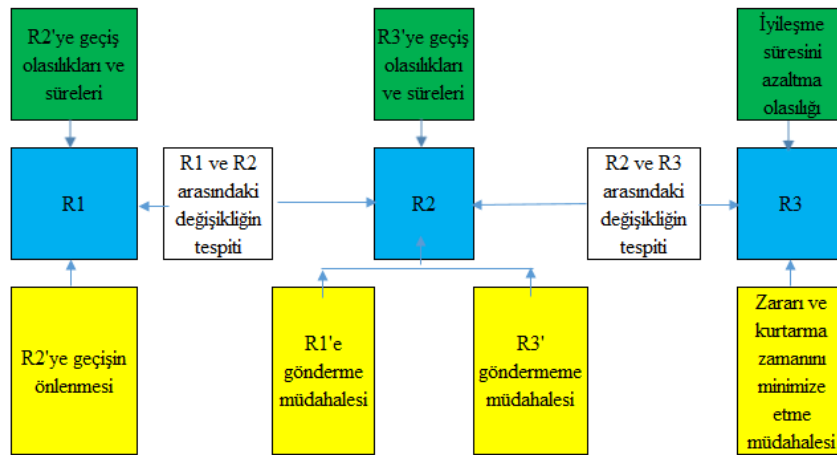 R2'ye geçiş
olasılıkları ve
süreleri
R3'ye geçiş
olasılıkları
ve süreleri
İyileşme
süresini
azaltma
olasılığı
R1
R1 ve R2
arasındaki
değişikliğin
tespiti
R2
R2 ve R3
arasındaki
değişikliğin
tespiti
R3
R2'ye geçişin
önlenmesi
R1'e
gönderme
müdahalesi
R3'
göndermeme
müdahalesi
Zararı ve
kurtarma
zamanını
minimize
etme
müdahalesi